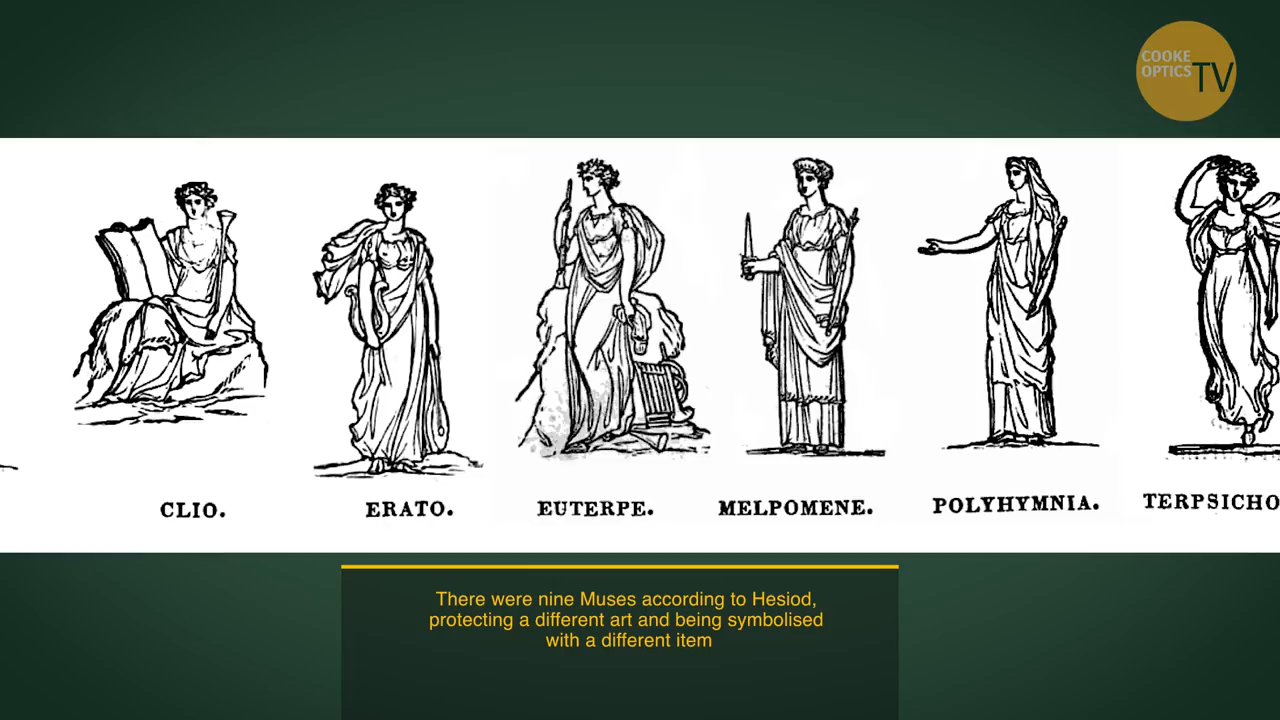 COOKE
OPTICS TV
CLIO. ERATO. EUTERPE. MELPOMENE. POLYHYMNIA. TERPSICHO
There were nine Muses according to Hesiod,
protecting a different art and being symbolised
with a different item